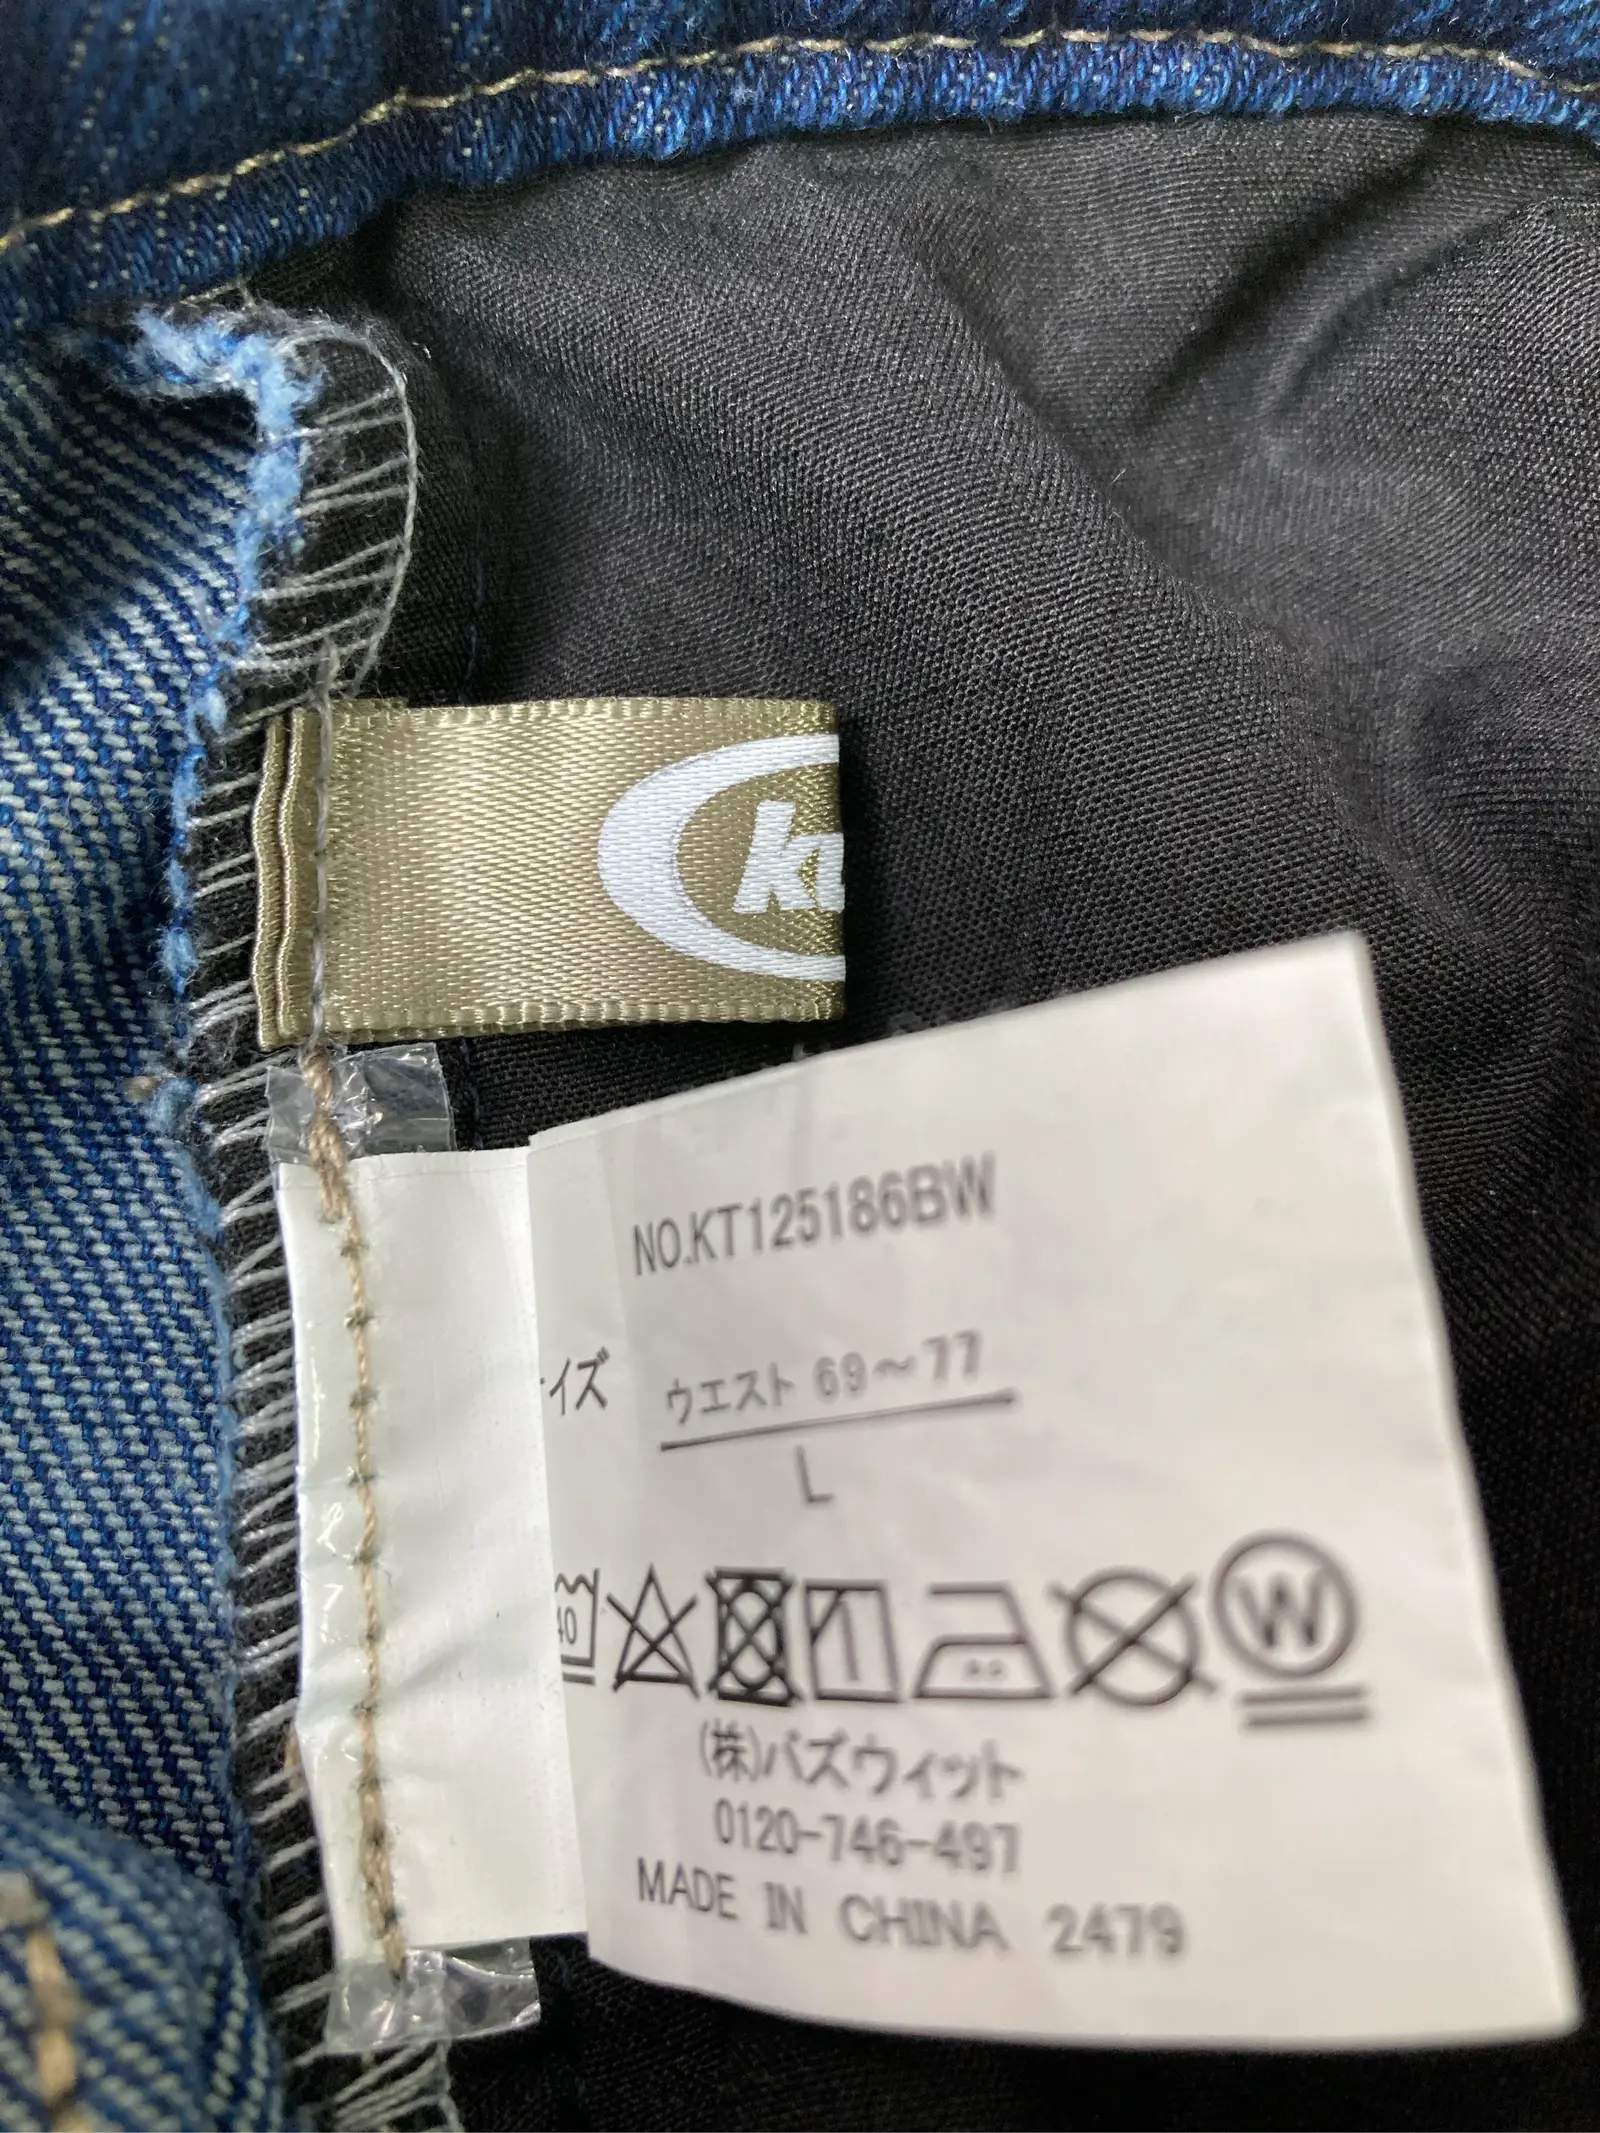 NO.KT125186BW
イズ
ウエスト 69～77
L
40
W
(株)バズウィット
0120-746-497
MADE IN CHINA 2479